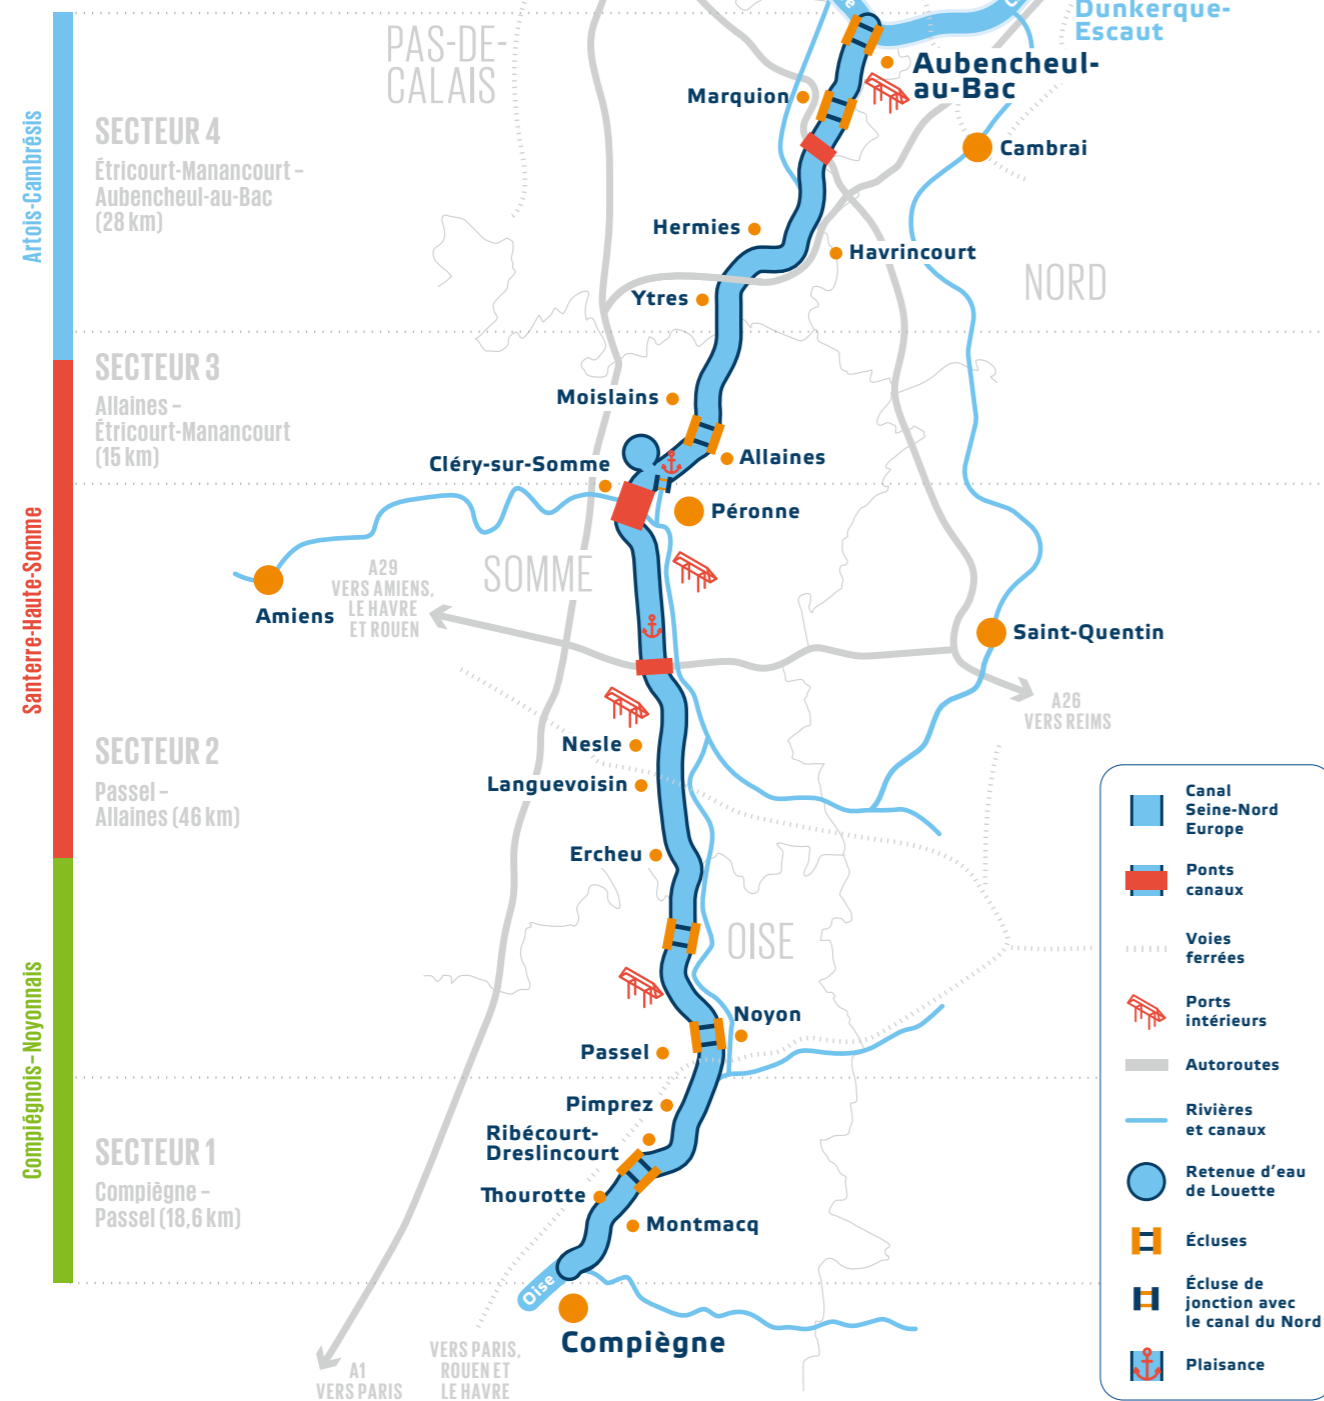 Dunkerque-
Escaut
PAS-DE-
CALAIS
Aubencheul-
au-Bac
Marquion
Cambrai
Artois-Cambrésis
SECTEUR 4
Étricourt-Manancourt –
Aubencheul-au-Bac
(28 km)
Hermies
Havrincourt
NORD
Ytres
SECTEUR 3
Allaines –
Étricourt-Manancourt
(15 km)
Moislains
Allaines
Cléry-sur-Somme
Péronne
Santerre-Haute-Somme
SOMME
A29
VERS AMIENS,
LE HAVRE
ET ROUEN
Amiens
Saint-Quentin
A26
VERS REIMS
SECTEUR 2
Passel –
Allaines (46 km)
Nesle
Languevoisin
Ercheu
OISE
Noyon
Passel
Compiégnois – Noyonnais
Pimprez
Ribécourt-
Dreslincourt
SECTEUR 1
Compiègne –
Passel (18,6 km)
Thourotte
Montmacq
Oise
Compiègne
A1
VERS PARIS
VERS PARIS,
ROUEN ET
LE HAVRE
Canal
Seine-Nord
Europe
Ponts
canaux
Voies
ferrées
Ports
intérieurs
Autoroutes
Rivières
et canaux
Retenue d'eau
de Louette
Écluses
Écluse de
jonction avec
le canal du Nord
Plaisance